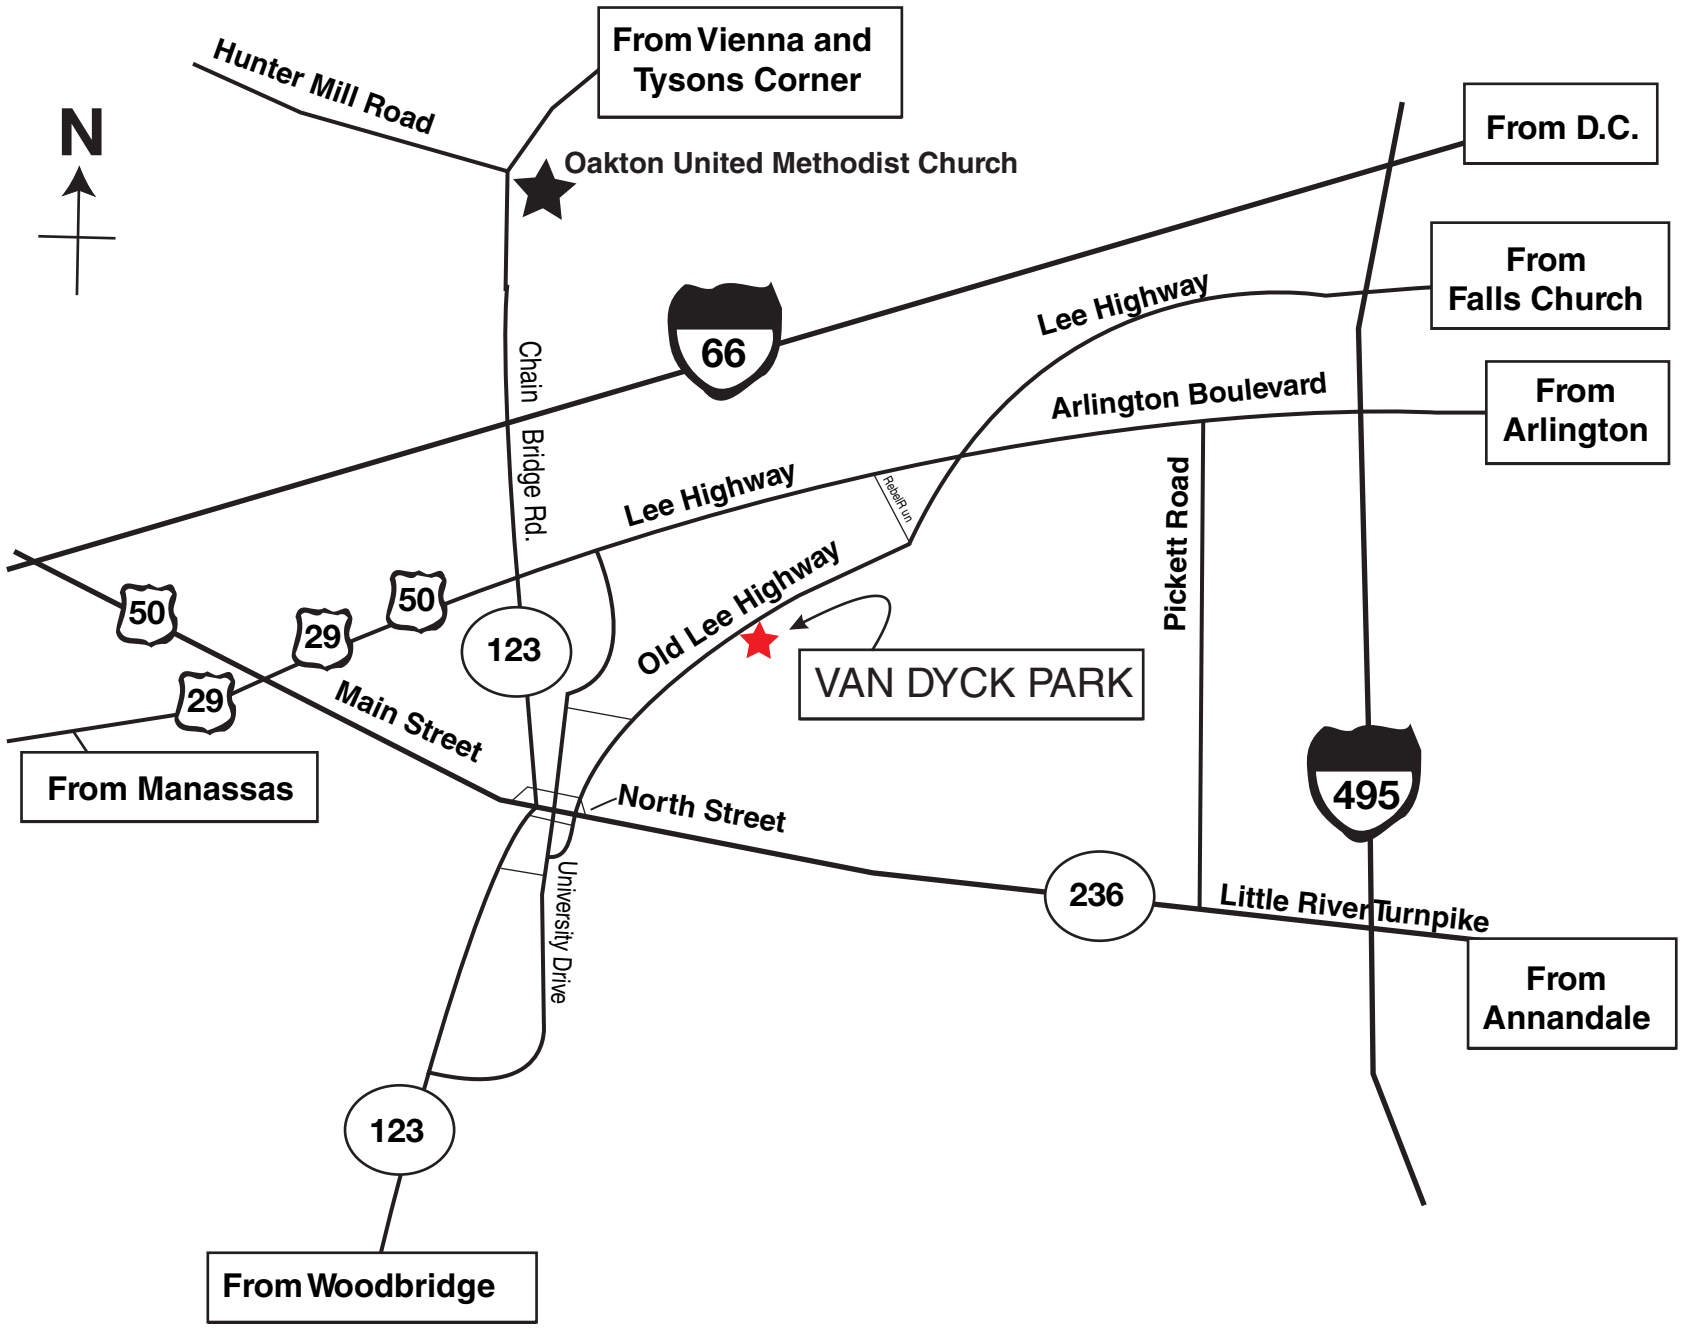 From Vienna and
Tysons Corner
Hunter Mill Road
From D.C.
N
Oakton United Methodist Church
From
Falls Church
Lee Highway
66
Chain Bridge Rd.
Arlington Boulevard
From
Arlington
Lee Highway
Pickett Road
RebelR un
Old Lee Highway
50
29
50
123
VAN DYCK PARK
29
Main Street
From Manassas
North Street
495
University Drive
236
Little River Turnpike
From
Annandale
123
From Woodbridge